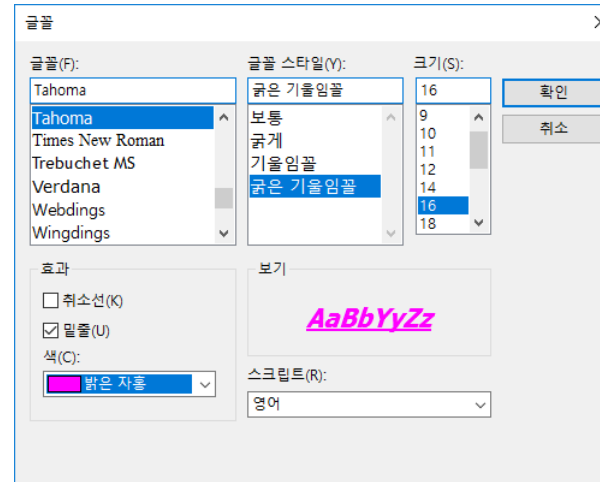 글꼴
글꼴(F):
Tahoma
Tahoma
Times New Roman
Trebuchet MS
Verdana
Webdings
Wingdings
글꼴 스타일(Y):
굵은 기울임꼴
보통
굵게
기울임꼴
굵은 기울임꼴
크기(S):
16
9
10
11
12
14
16
18
확인
취소
효과
취소선(K)
밑줄(U)
색(C):
밝은 자홍
보기
AaBbYyZz
스크립트(R):
영어